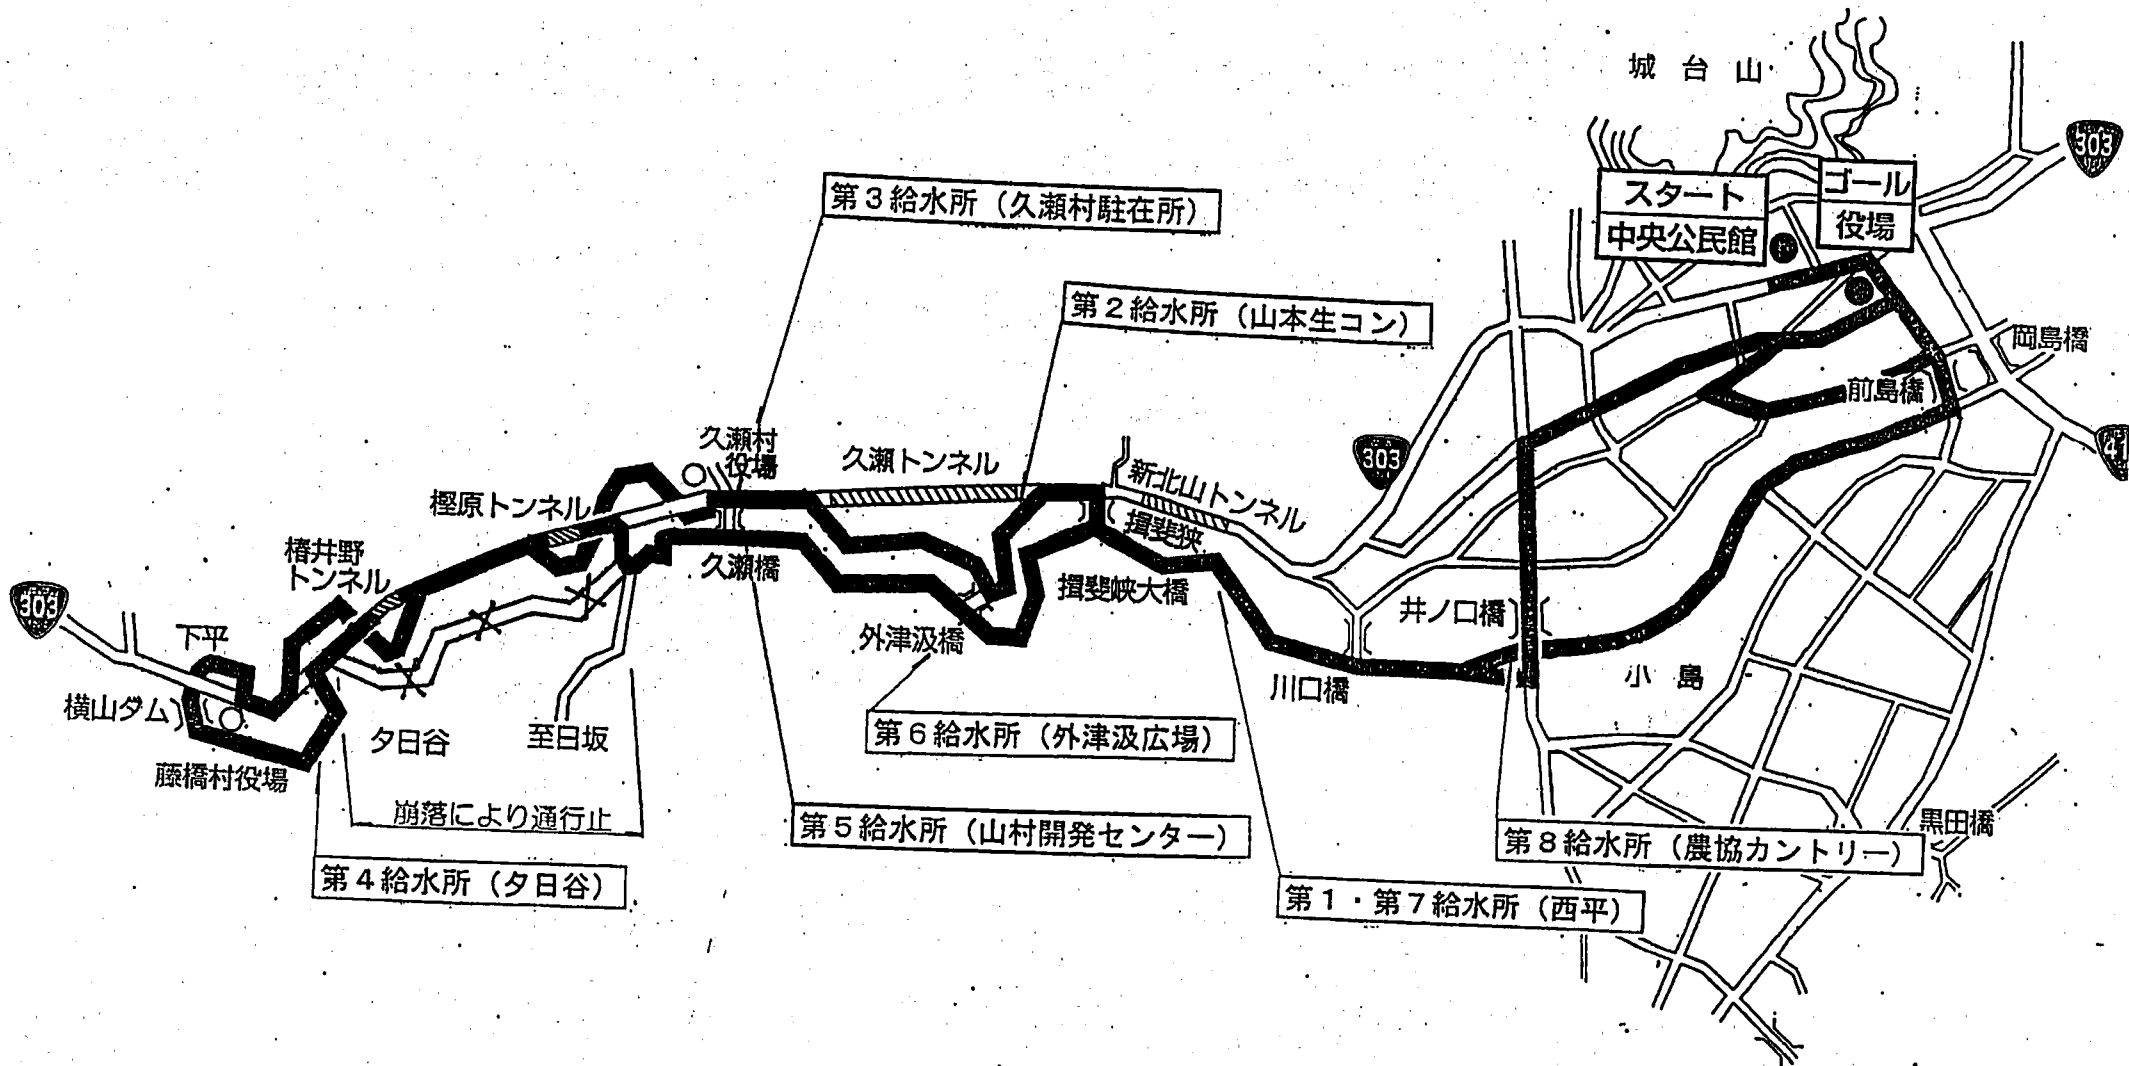 城台山
303
スタート
中央公民館
ゴール
役場
第3給水所（久瀬村駐在所）
第2給水所（山本生コン）
岡島橋
前島橋
久瀬村
役場
久瀬トンネル
303
新北山トンネル
樫原トンネル
揖斐狭
椿井野
トンネル
久瀬橋
揖斐峡大橋
303
井ノ口橋
下平
外津汲橋
小島
川口橋
横山ダム
夕日谷
至日坂
第6給水所（外津汲広場）
藤橋村役場
崩落により通行止
第5給水所（山村開発センター）
黒田橋
第8給水所（農協カントリー）
第4給水所（夕日谷）
第1・第7給水所（西平）